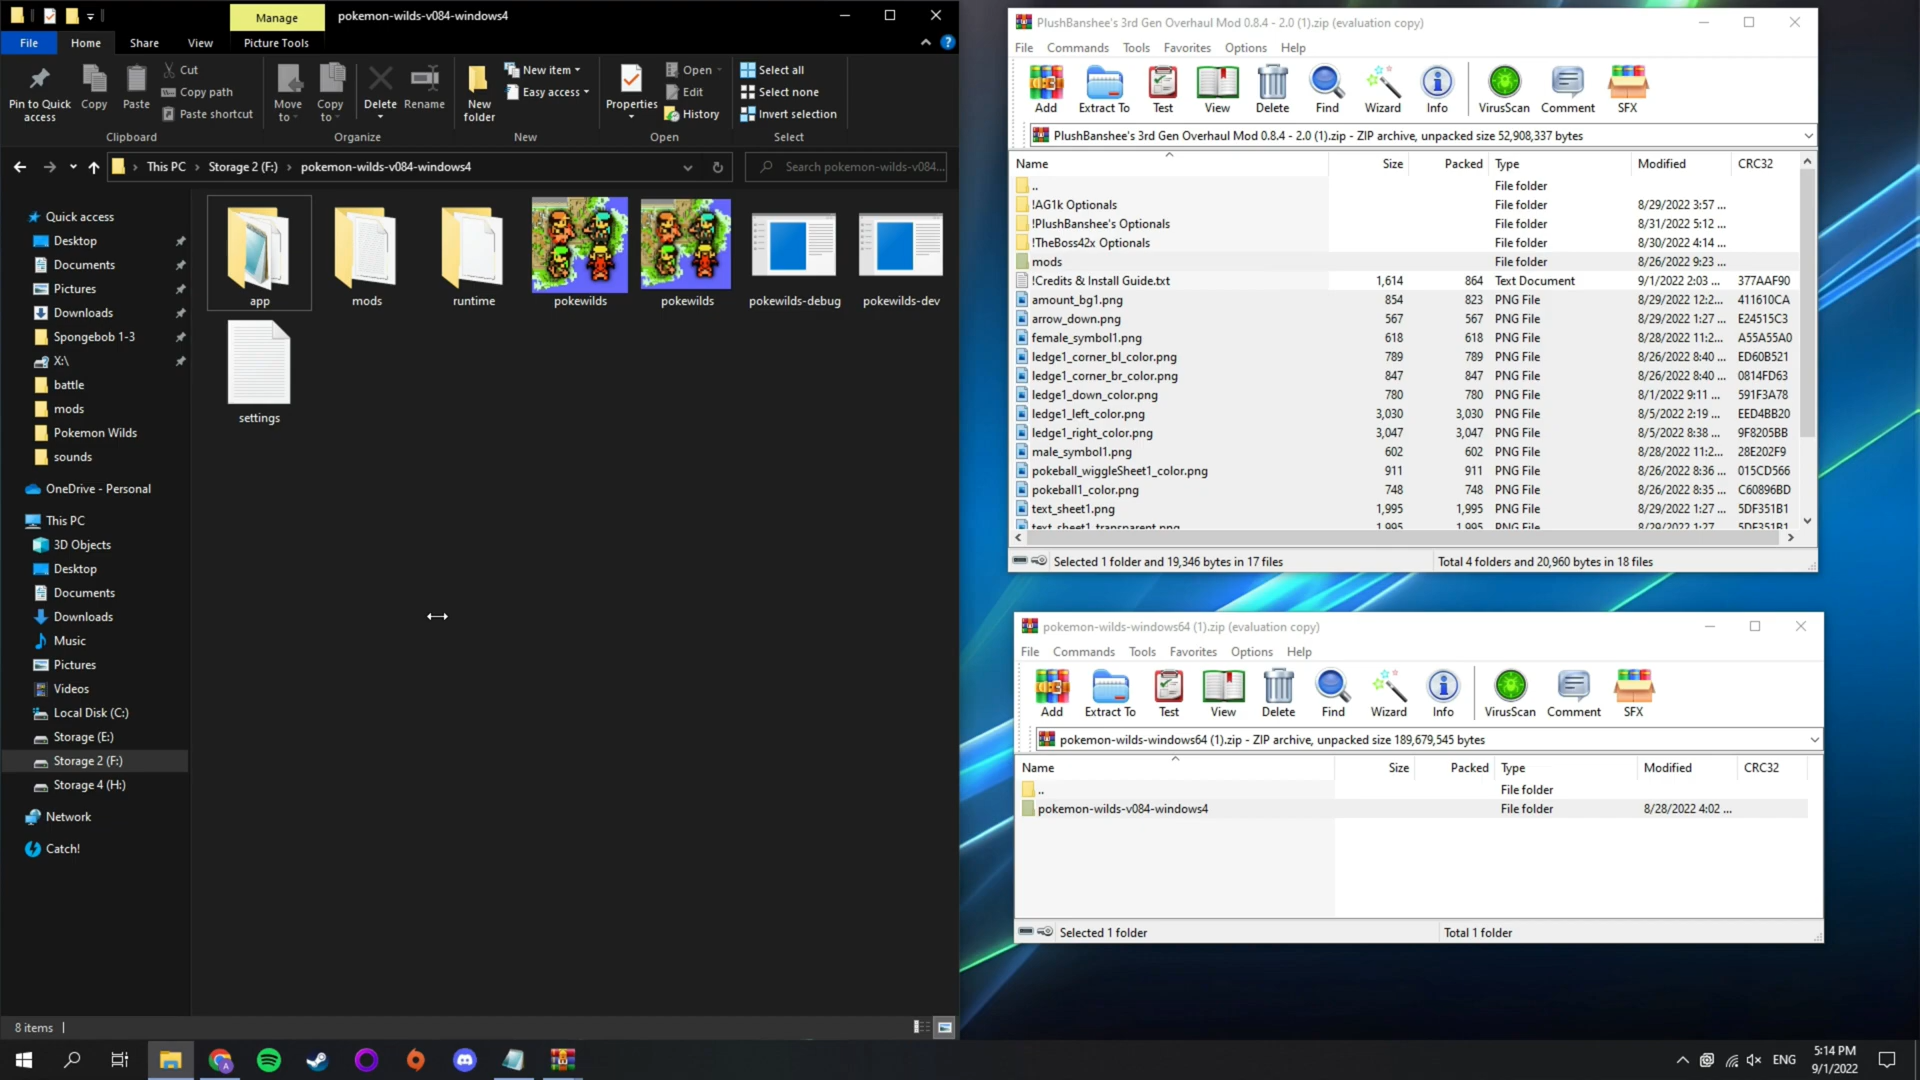 Manage
pokemon-wilds-v084-windows4
File
Home
Share
View
Picture Tools
Pin to Quick access
Copy
Paste
Cut
Copy path
Paste shortcut
Clipboard
Move to
Copy to
Delete
Rename
Organize
New folder
New item
Easy access
New
Properties
Open
Edit
History
Open
Select all
Select none
Invert selection
Select
This PC
Storage 2 (F:)
pokemon-wilds-v084-windows4
Search pokemon-wilds-v084...
Quick access
Desktop
Documents
Pictures
Downloads
Spongebob 1-3
X:\
battle
mods
Pokemon Wilds
sounds
OneDrive - Personal
This PC
3D Objects
Desktop
Documents
Downloads
Music
Pictures
Videos
Local Disk (C:)
Storage (E:)
Storage 2 (F:)
Storage 4 (H:)
Network
Catch!
app
mods
runtime
pokewilds
pokewilds
pokewilds-debug
pokewilds-dev
settings
8 items
PlushBanshee's 3rd Gen Overhaul Mod 0.8.4 - 2.0 (1).zip (evaluation copy)
File Commands Tools Favorites Options Help
Add Extract To Test View Delete Find Wizard Info VirusScan Comment SFX
PlushBanshee's 3rd Gen Overhaul Mod 0.8.4 - 2.0 (1).zip - ZIP archive, unpacked size 52,908,337 bytes
Name Size Packed Type Modified CRC32
.. File folder
!AG1k Optionals File folder 8/29/2022 3:57 ...
!PlushBanshee's Optionals File folder 8/31/2022 5:12 ...
!TheBoss42x Optionals File folder 8/30/2022 4:14 ...
mods File folder 8/26/2022 9:23 ...
!Credits & Install Guide.txt 1,614 864 Text Document 9/1/2022 2:03 ... 377AAF90
amount_bg1.png 854 823 PNG File 8/29/2022 12:2... 411610CA
arrow_down.png 567 567 PNG File 8/29/2022 1:27 ... E24515C3
female_symbol1.png 618 618 PNG File 8/28/2022 11:2... A55A55A0
ledge1_corner_bl_color.png 789 789 PNG File 8/26/2022 8:40 ... ED60B521
ledge1_corner_br_color.png 847 847 PNG File 8/26/2022 8:40 ... 0814FD63
ledge1_down_color.png 780 780 PNG File 8/1/2022 9:11 ... 591F3A78
ledge1_left_color.png 3,030 3,030 PNG File 8/5/2022 2:19 ... EED4BB20
ledge1_right_color.png 3,047 3,047 PNG File 8/5/2022 8:38 ... 9F8205BB
male_symbol1.png 602 602 PNG File 8/28/2022 11:2... 28E202F9
pokeball_wiggleSheet1_color.png 911 911 PNG File 8/26/2022 8:36 ... 015CD566
pokeball1_color.png 748 748 PNG File 8/26/2022 8:35 ... C60896BD
text_sheet1.png 1,995 1,995 PNG File 8/29/2022 1:27 ... 5DF351B1
text_sheet1_transparent.png 1,995 1,995 PNG File 8/29/2022 1:27 ... 5DF351B1
Selected 1 folder and 19,346 bytes in 17 files
Total 4 folders and 20,960 bytes in 18 files
pokemon-wilds-windows64 (1).zip (evaluation copy)
File Commands Tools Favorites Options Help
Add Extract To Test View Delete Find Wizard Info VirusScan Comment SFX
pokemon-wilds-windows64 (1).zip - ZIP archive, unpacked size 189,679,545 bytes
Name Size Packed Type Modified CRC32
.. File folder
pokemon-wilds-v084-windows4 File folder 8/28/2022 4:02 ...
Selected 1 folder
Total 1 folder
ENG
5:14 PM
9/1/2022